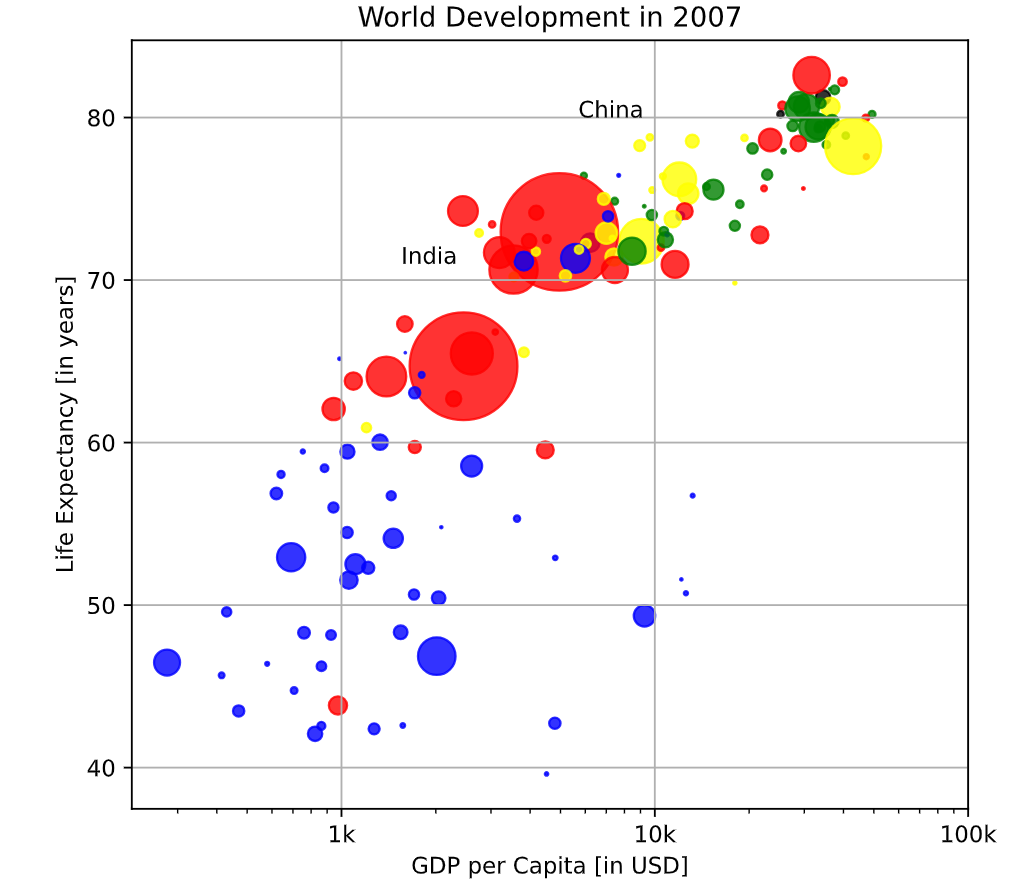 World Development in 2007
80
70
60
50
40
Life Expectancy [in years]
China
India
1k
10k
100k
GDP per Capita [in USD]